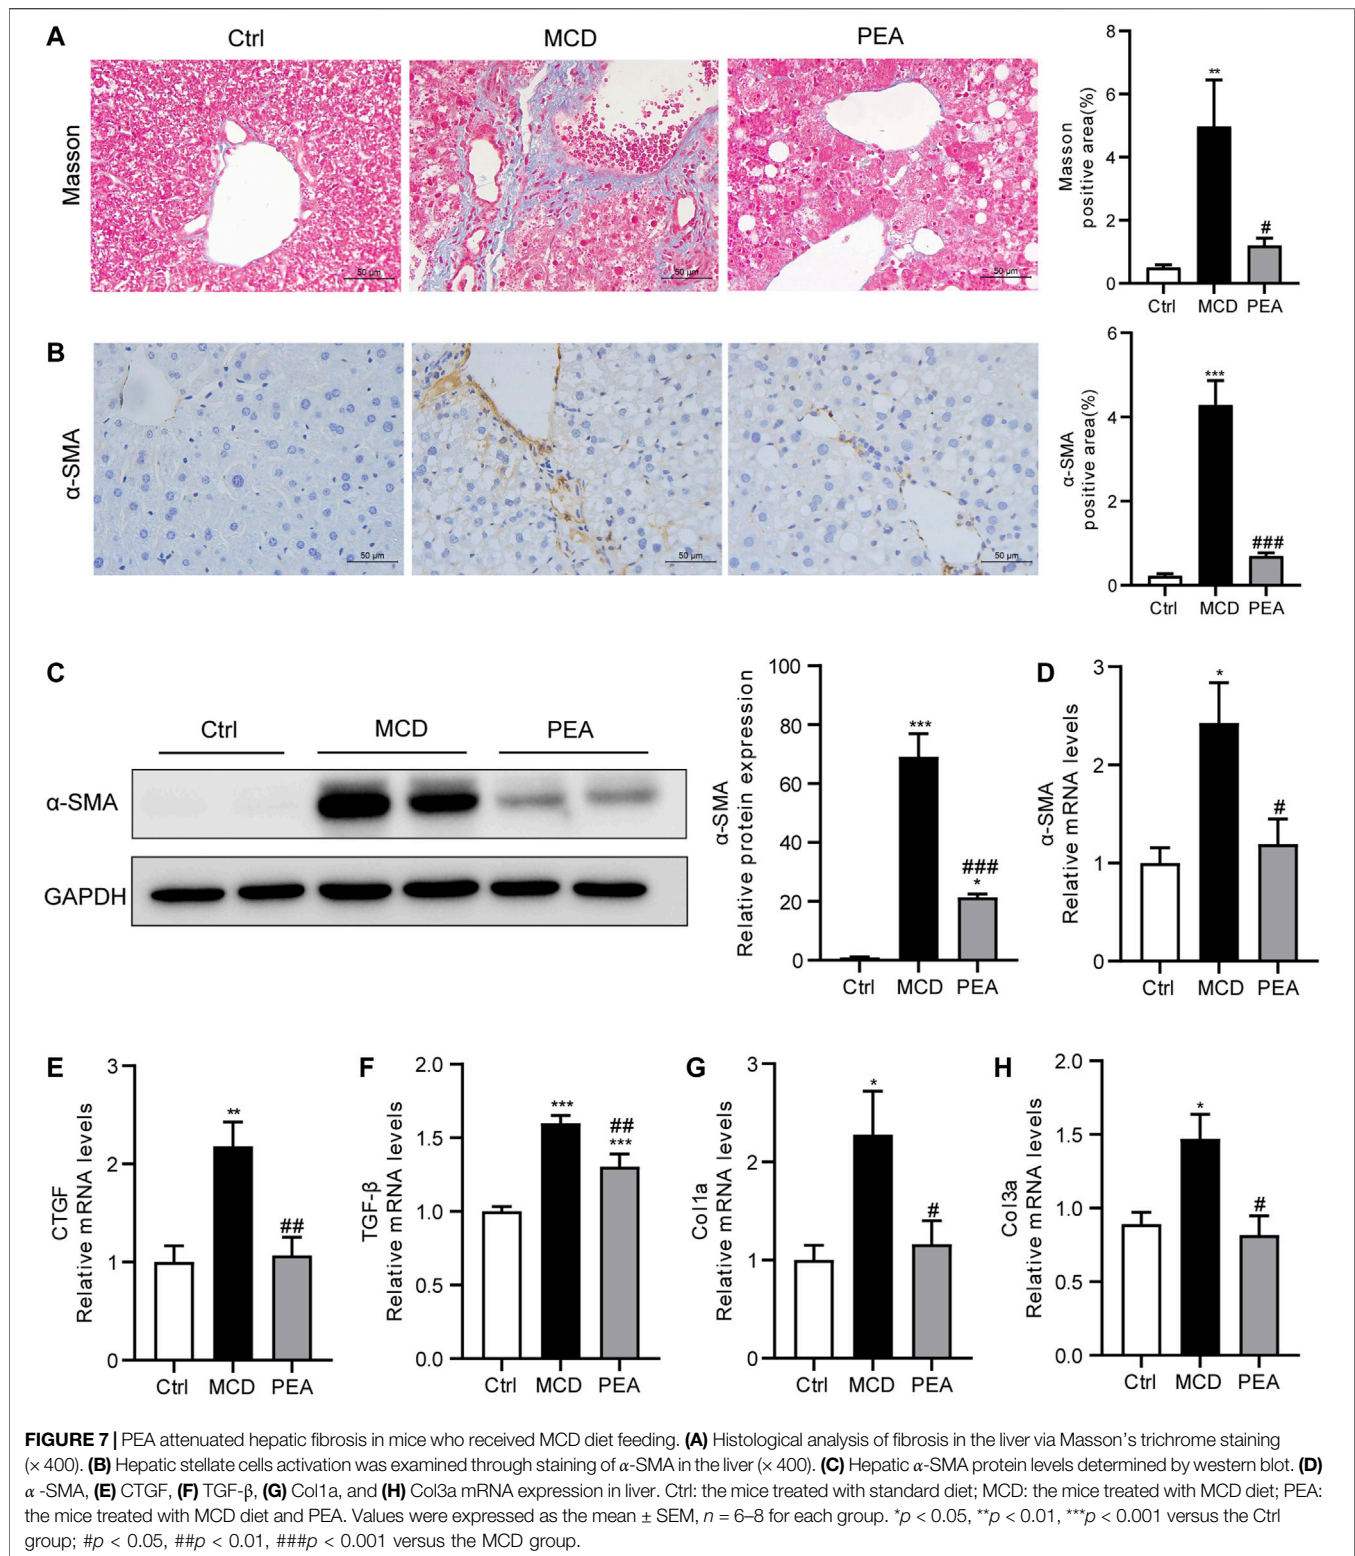 A
Ctrl
MCD
PEA
Masson
50 µm
50 µm
50 µm
Masson
positive area(%)
8
6
4
2
0
**
#
Ctrl MCD PEA
B
α-SMA
50 µm
50 µm
50 µm
α-SMA
positive area(%)
6
4
2
0
***
###
Ctrl MCD PEA
C
Ctrl
MCD
PEA
α-SMA
GAPDH
α-SMA
Relative protein expression
100
80
60
40
20
0
***
###
*
Ctrl MCD PEA
D
α-SMA
Relative mRNA levels
3
2
1
0
*
#
Ctrl MCD PEA
E
CTGF
Relative mRNA levels
3
2
1
0
**
##
Ctrl MCD PEA
F
TGF-β
Relative mRNA levels
2.0
1.5
1.0
0.5
0.0
***
##
***
Ctrl MCD PEA
G
Col1a
Relative mRNA levels
3
2
1
0
*
#
Ctrl MCD PEA
H
Col3a
Relative mRNA levels
2.0
1.5
1.0
0.5
0.0
*
#
Ctrl MCD PEA
FIGURE 7 | PEA attenuated hepatic fibrosis in mice who received MCD diet feeding. (A) Histological analysis of fibrosis in the liver via Masson's trichrome staining
(× 400). (B) Hepatic stellate cells activation was examined through staining of α-SMA in the liver (× 400). (C) Hepatic α-SMA protein levels determined by western blot. (D)
α -SMA, (E) CTGF, (F) TGF-β, (G) Col1a, and (H) Col3a mRNA expression in liver. Ctrl: the mice treated with standard diet; MCD: the mice treated with MCD diet; PEA:
the mice treated with MCD diet and PEA. Values were expressed as the mean ± SEM, n = 6–8 for each group. *p < 0.05, **p < 0.01, ***p < 0.001 versus the Ctrl
group; #p < 0.05, ##p < 0.01, ###p < 0.001 versus the MCD group.